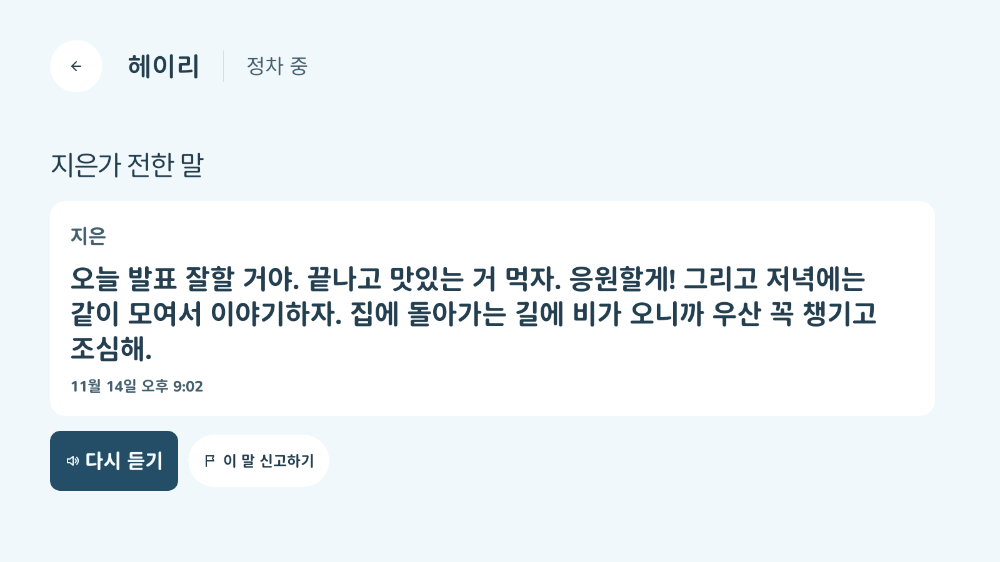 헤이리
정차 중
지은가 전한 말
지은
오늘 발표 잘할 거야. 끝나고 맛있는 거 먹자. 응원할게! 그리고 저녁에는
같이 모여서 이야기하자. 집에 돌아가는 길에 비가 오니까 우산 꼭 챙기고
조심해.
11월 14일 오후 9:02
다시 듣기
이 말 신고하기